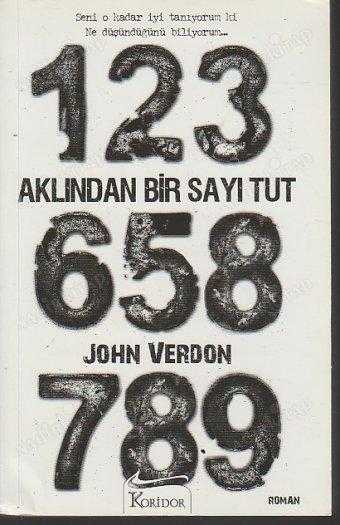 Seni o kadar iyi tanıyorum ki
Ne düşündüğünü biliyorum...
123
AKLINDAN BİR SAYI TUT
658
JOHN VERDON
789
KORİDOR
ROMAN